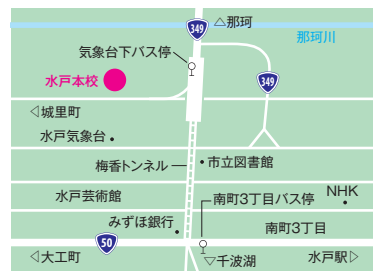 349
△那珂
那珂川
気象台下バス停
水戸本校
349
◁城里町
水戸気象台
梅香トンネル
市立図書館
水戸芸術館
南町3丁目バス停
NHK
みずほ銀行
南町3丁目
50
◁大工町
▽千波湖
水戸駅▷